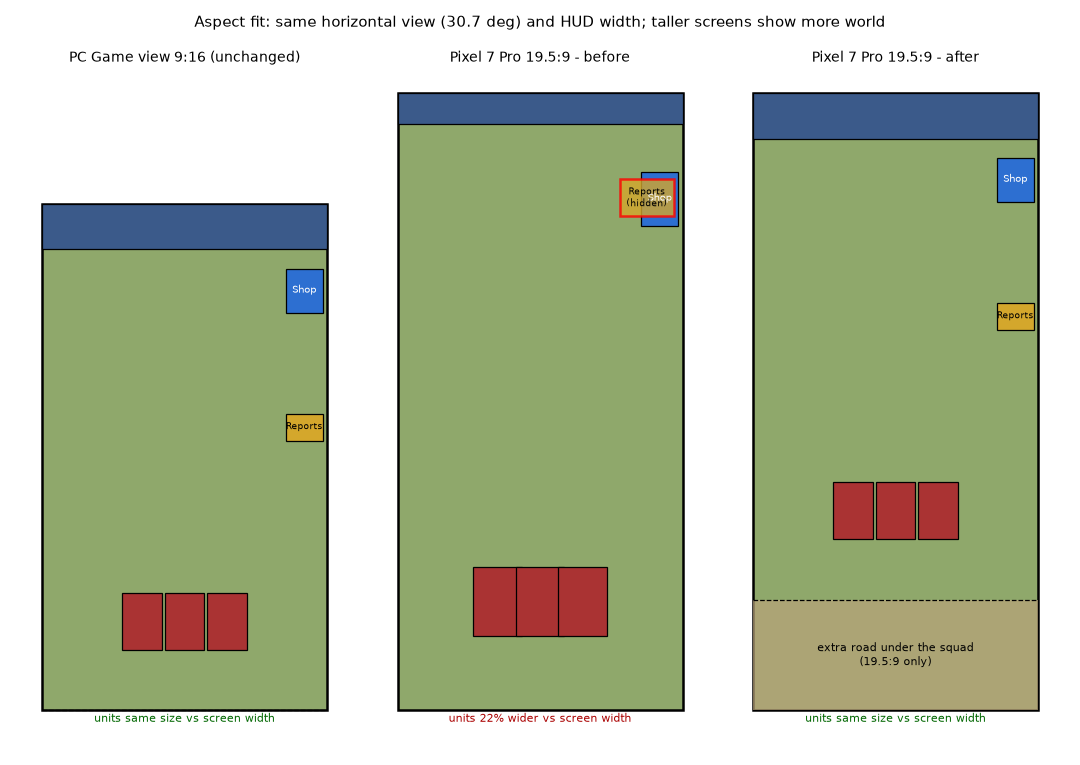 Aspect fit: same horizontal view (30.7 deg) and HUD width; taller screens show more world
PC Game view 9:16 (unchanged)
Shop
Reports
units same size vs screen width
Pixel 7 Pro 19.5:9 - before
Reports
(hidden)
Shop
units 22% wider vs screen width
Pixel 7 Pro 19.5:9 - after
Shop
Reports
extra road under the squad
(19.5:9 only)
units same size vs screen width